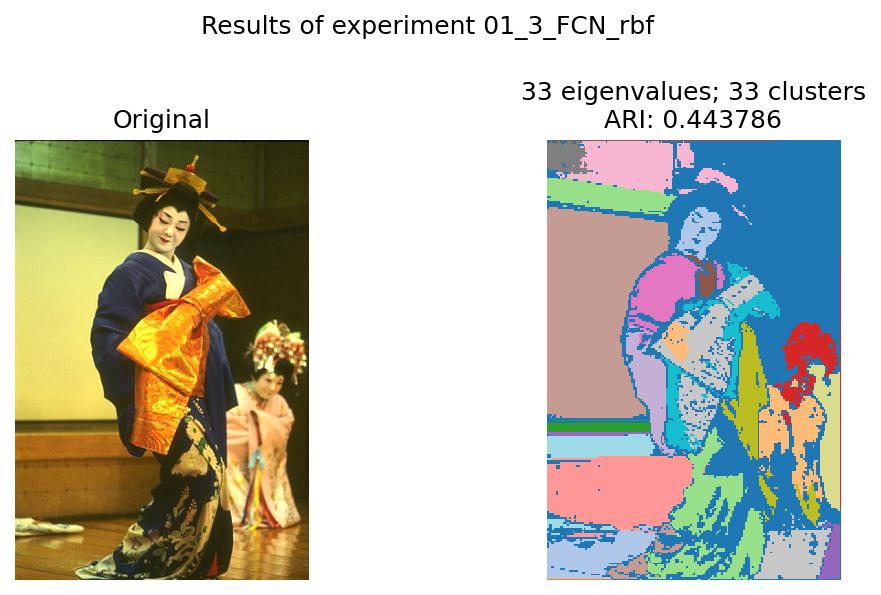 Results of experiment 01_3_FCN_rbf
Original
33 eigenvalues; 33 clusters
ARI: 0.443786